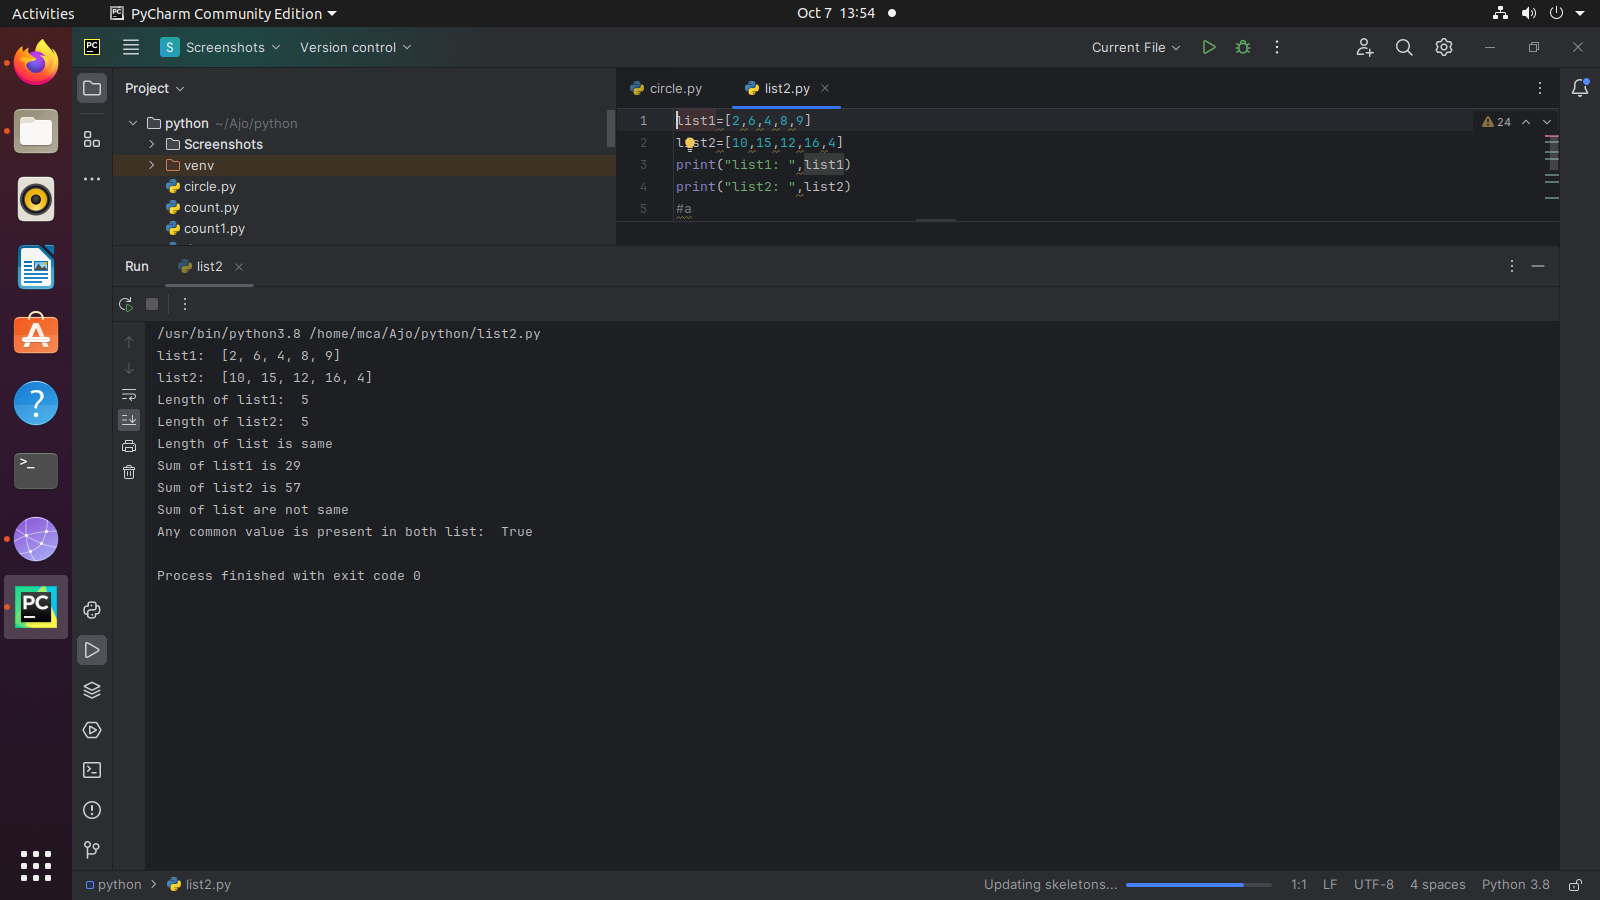 Activities PyCharm Community Edition Oct 7 13:54
PC S Screenshots Version control Current File
Project
circle.py list2.py
python ~/Ajo/python
Screenshots
venv
circle.py
count.py
count1.py
24
1 list1=[2,6,4,8,9]
2 list2=[10,15,12,16,4]
3 print("list1: ",list1)
4 print("list2: ",list2)
5 #a
Run list2
/usr/bin/python3.8 /home/mca/Ajo/python/list2.py
list1:  [2, 6, 4, 8, 9]
list2:  [10, 15, 12, 16, 4]
Length of list1:  5
Length of list2:  5
Length of list is same
Sum of list1 is 29
Sum of list2 is 57
Sum of list are not same
Any common value is present in both list:  True
Process finished with exit code 0
PC
python list2.py Updating skeletons... 1:1 LF UTF-8 4 spaces Python 3.8